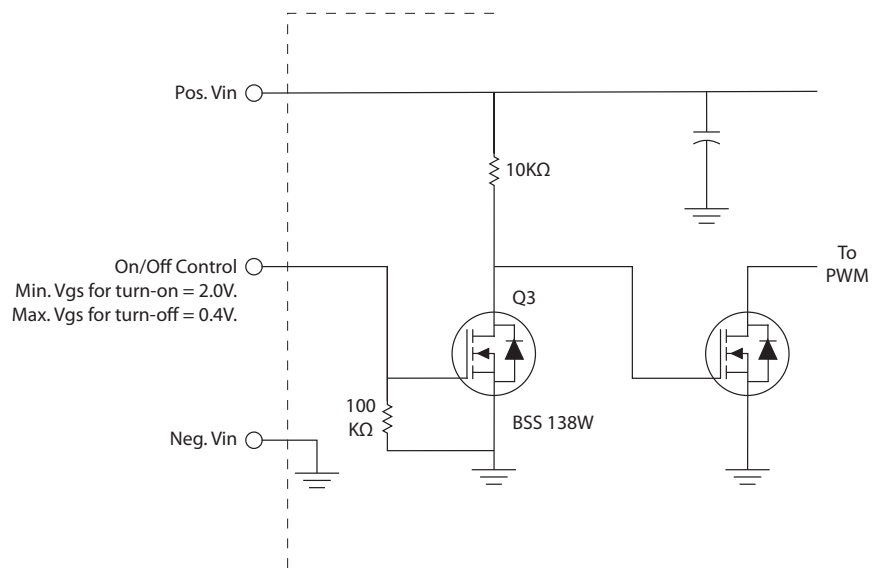 Pos. Vin
10KΩ
On/Off Control
Min. Vgs for turn-on = 2.0V.
Max. Vgs for turn-off = 0.4V.
To
PWM
Q3
100
KΩ
BSS 138W
Neg. Vin